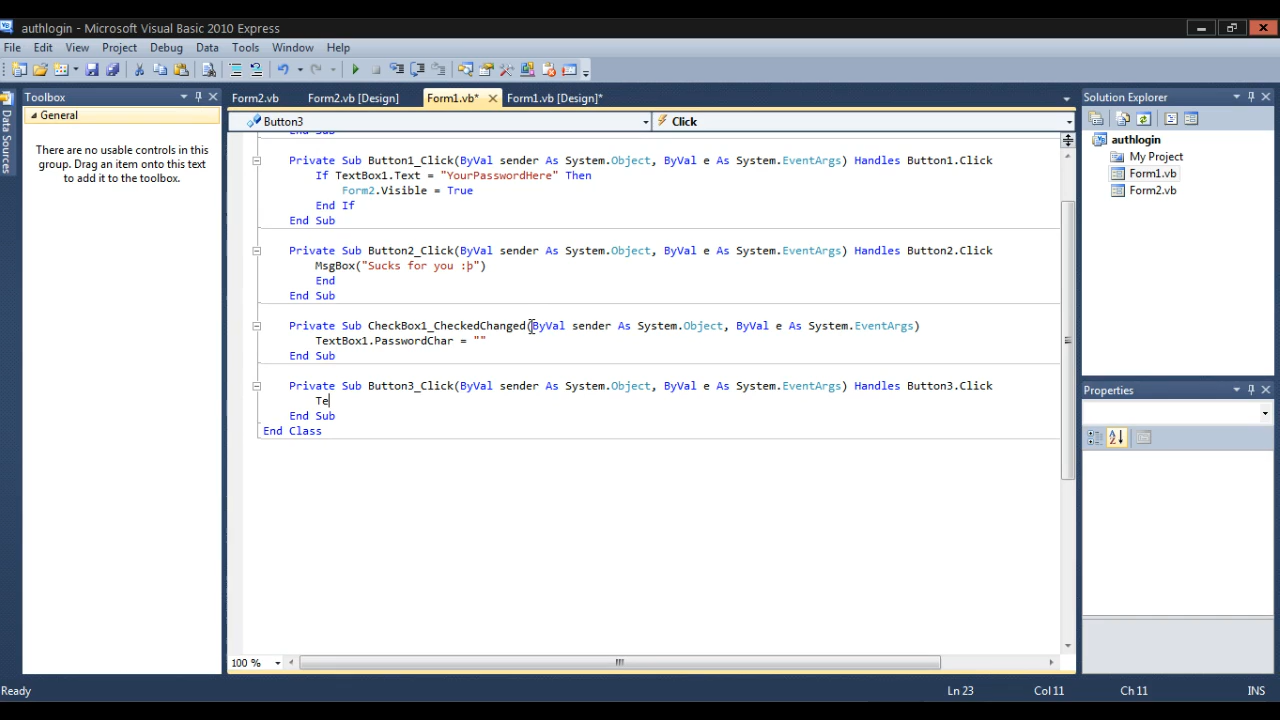 authlogin - Microsoft Visual Basic 2010 Express
File Edit View Project Debug Data Tools Window Help
Toolbox
Form2.vb Form2.vb [Design] Form1.vb* Form1.vb [Design]*
Solution Explorer
Data Sources
General
There are no usable controls in this
group. Drag an item onto this text
to add it to the toolbox.
Button3 Click
End Sub
Private Sub Button1_Click(ByVal sender As System.Object, ByVal e As System.EventArgs) Handles Button1.Click
If TextBox1.Text = "YourPasswordHere" Then
Form2.Visible = True
End If
End Sub
Private Sub Button2_Click(ByVal sender As System.Object, ByVal e As System.EventArgs) Handles Button2.Click
MsgBox("Sucks for you :þ")
End
End Sub
Private Sub CheckBox1_CheckedChanged(ByVal sender As System.Object, ByVal e As System.EventArgs)
TextBox1.PasswordChar = ""
End Sub
Private Sub Button3_Click(ByVal sender As System.Object, ByVal e As System.EventArgs) Handles Button3.Click
Te
End Sub
End Class
authlogin
My Project
Form1.vb
Form2.vb
Properties
100 %
Ready Ln 23 Col 11 Ch 11 INS